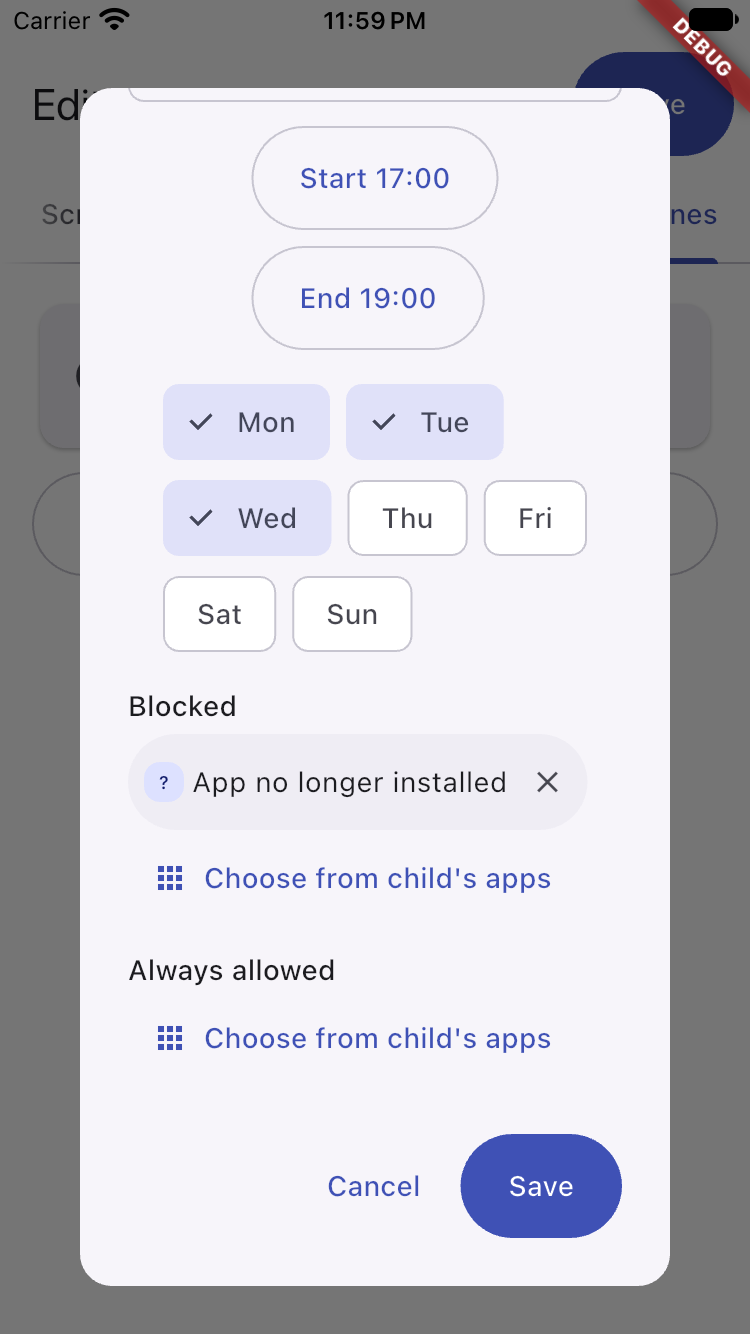 Carrier 11:59 PM
DEBUG
Start 17:00
End 19:00
Mon Tue
Wed Thu Fri
Sat Sun
Blocked
? App no longer installed
Choose from child's apps
Always allowed
Choose from child's apps
Cancel Save